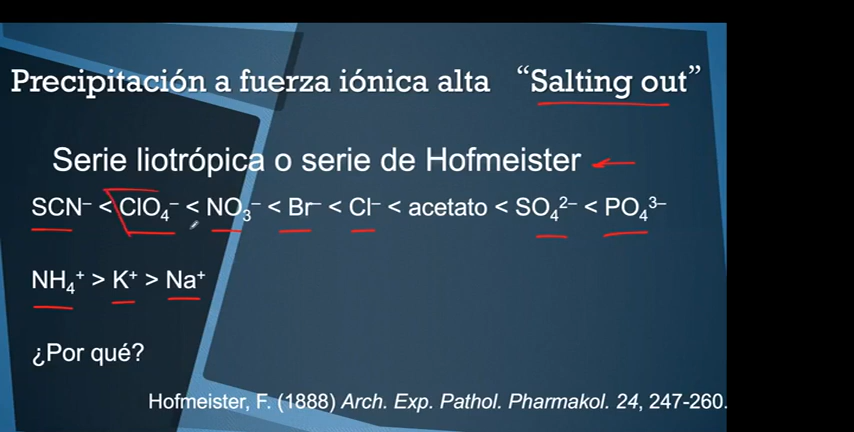 Precipitación a fuerza iónica alta “Salting out”
Serie liotrópica o serie de Hofmeister
SCN⁻ < ClO₄⁻ < NO₃⁻ < Br⁻ < Cl⁻ < acetato < SO₄²⁻ < PO₄³⁻
NH₄⁺ > K⁺ > Na⁺
¿Por qué?
Hofmeister, F. (1888) Arch. Exp. Pathol. Pharmakol. 24, 247-260.